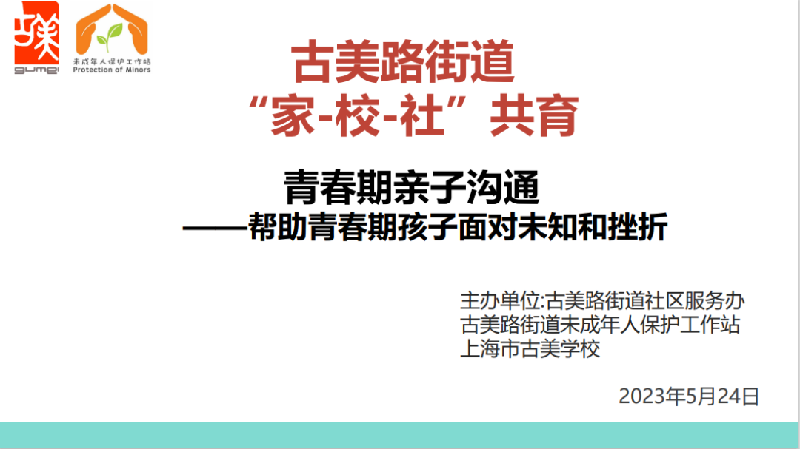 古美
gumei
未成年人保护工作站
Protection of Minors
古美路街道
“家-校-社”共育
青春期亲子沟通
——帮助青春期孩子面对未知和挫折
主办单位:古美路街道社区服务办
古美路街道未成年人保护工作站
上海市古美学校
2023年5月24日